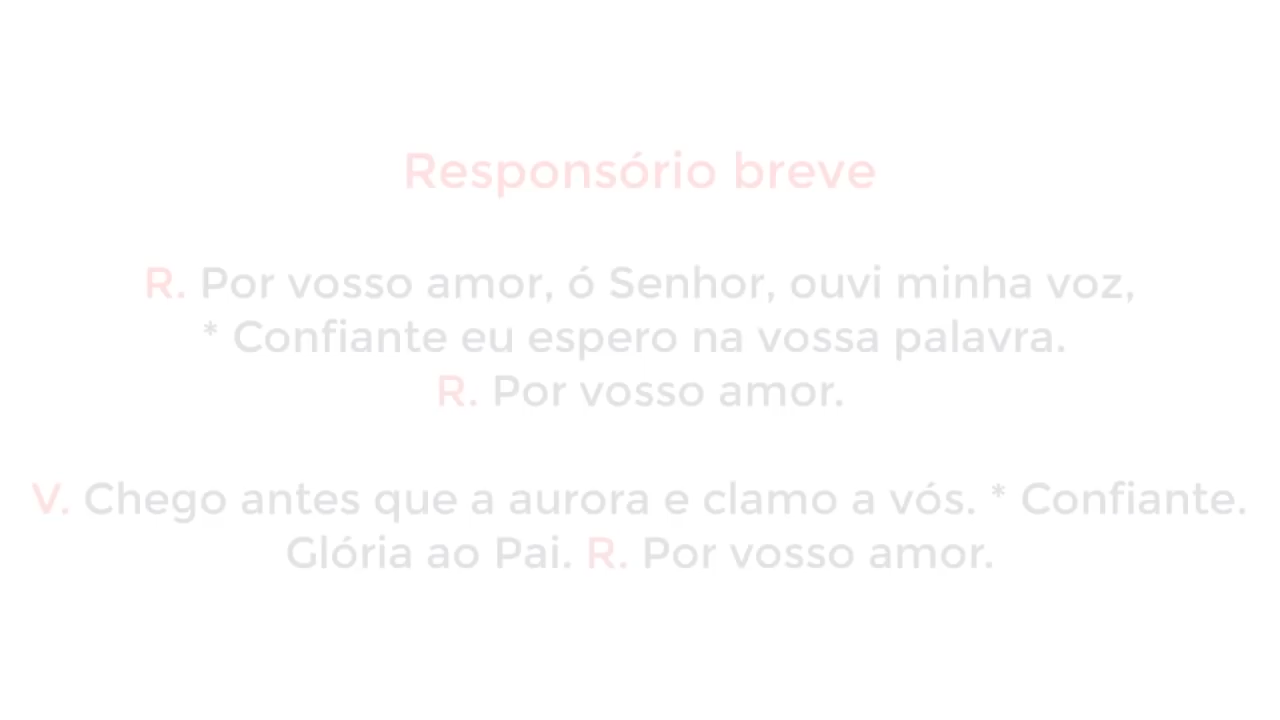 Responsório breve
R. Por vosso amor, ó Senhor, ouvi minha voz,
* Confiante eu espero na vossa palavra.
R. Por vosso amor.
V. Chego antes que a aurora e clamo a vós. * Confiante.
Glória ao Pai. R. Por vosso amor.